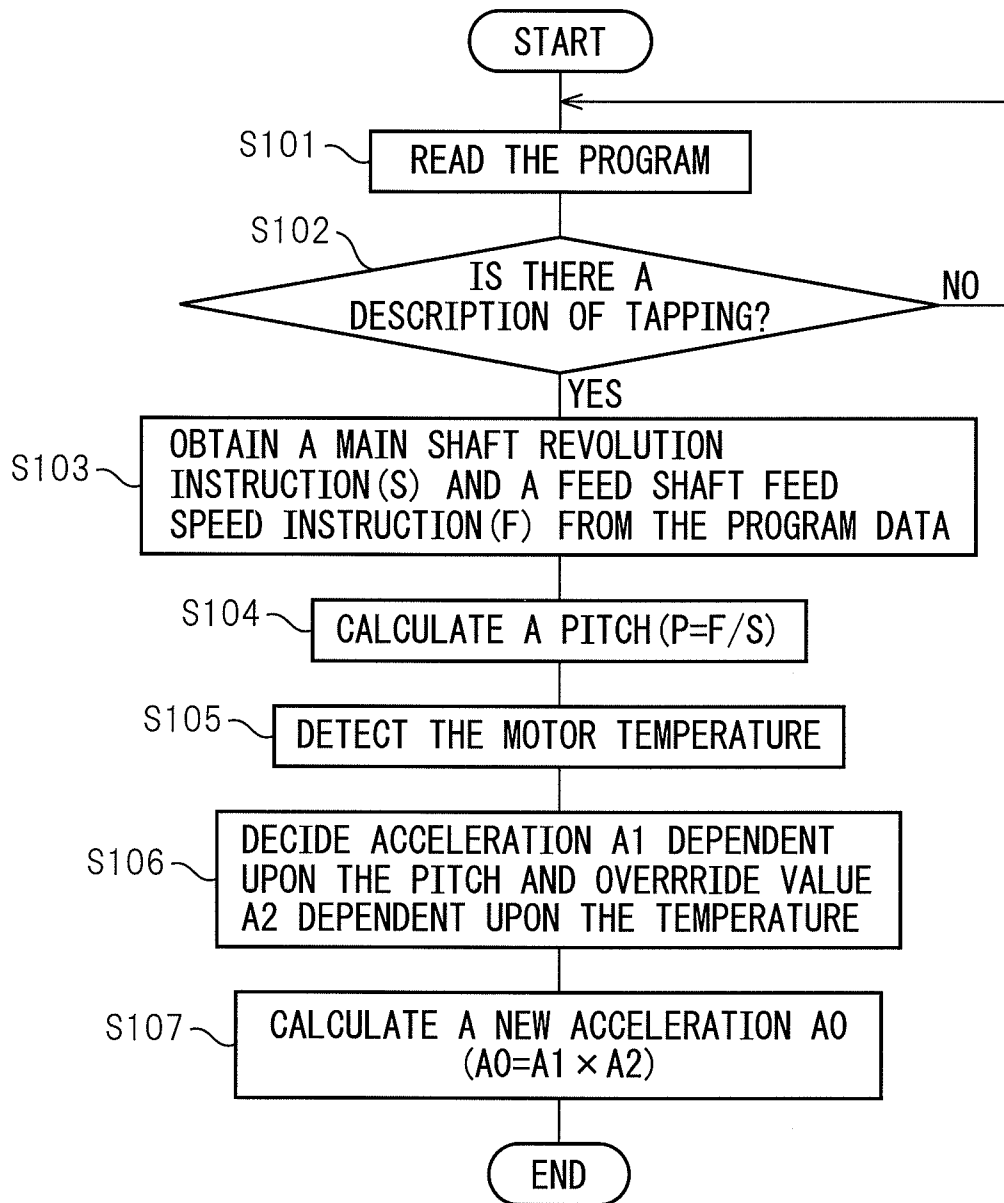 START
S101
READ THE PROGRAM
S102
IS THERE A
DESCRIPTION OF TAPPING?
NO
YES
S103
OBTAIN A MAIN SHAFT REVOLUTION
INSTRUCTION(S) AND A FEED SHAFT FEED
SPEED INSTRUCTION(F) FROM THE PROGRAM DATA
S104
CALCULATE A PITCH(P=F/S)
S105
DETECT THE MOTOR TEMPERATURE
S106
DECIDE ACCELERATION A1 DEPENDENT
UPON THE PITCH AND OVERRRIDE VALUE
A2 DEPENDENT UPON THE TEMPERATURE
S107
CALCULATE A NEW ACCELERATION A0
(A0=A1×A2)
END